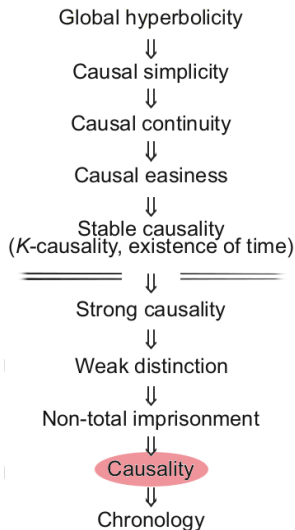 Global hyperbolicity
⇓
Causal simplicity
⇓
Causal continuity
⇓
Causal easiness
⇓
Stable causality
(K-causality, existence of time)
⇓
Strong causality
⇓
Weak distinction
⇓
Non-total imprisonment
⇓
Causality
⇓
Chronology